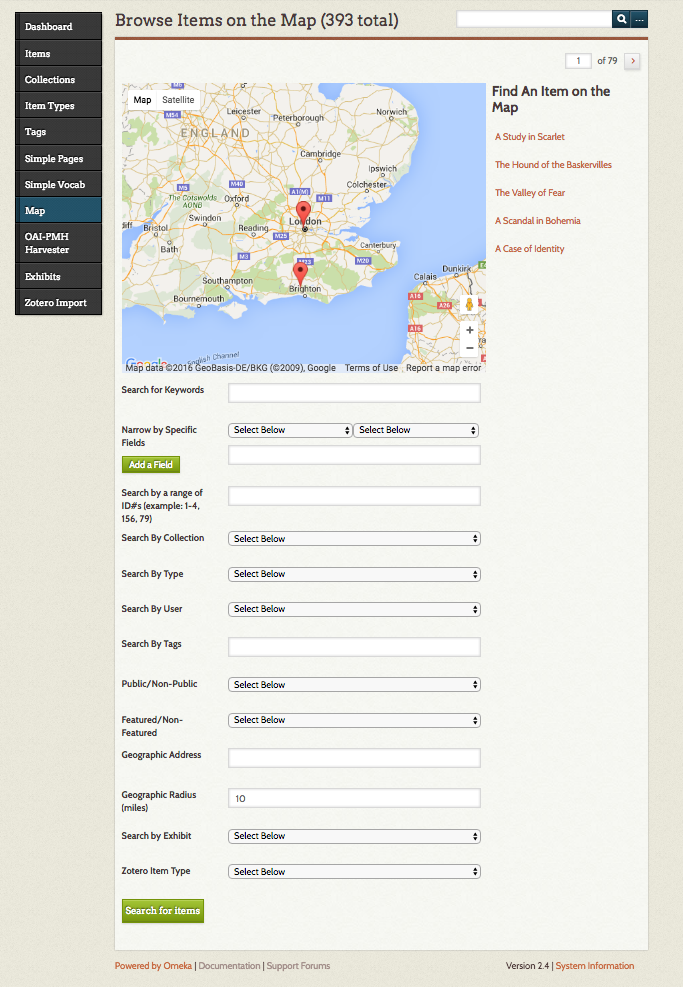 Dashboard
Items
Collections
Item Types
Tags
Simple Pages
Simple Vocab
Map
OAI-PMH
Harvester
Exhibits
Zotero Import
Browse Items on the Map (393 total)
...
1 of 79
Map Satellite
M6
M54
Leicester
Peterborough
Norwich
ENGLAND
Cambridge
Ipswich
Colchester
M5
M40
A1(M)
M11
The Cotswolds
AONB
Oxford
Swindon
London
diff
Bristol
Reading
M25
Bath
Canterbury
M3
M23
M20
Southampton
Brighton
Bournemouth
Calais
Dunkirk
A16
A26
A16
English Channel
Google
Map data ©2016 GeoBasis-DE/BKG (©2009), Google Terms of Use Report a map error
Find An Item on the
Map
A Study in Scarlet
The Hound of the Baskervilles
The Valley of Fear
A Scandal in Bohemia
A Case of Identity
Search for Keywords
Narrow by Specific
Fields
Select Below Select Below
Add a Field
Search by a range of
ID#s (example: 1-4,
156, 79)
Search By Collection Select Below
Search By Type Select Below
Search By User Select Below
Search By Tags
Public/Non-Public Select Below
Featured/Non-
Featured
Select Below
Geographic Address
Geographic Radius
(miles)
10
Search by Exhibit Select Below
Zotero Item Type Select Below
Search for items
Powered by Omeka | Documentation | Support Forums
Version 2.4 | System Information